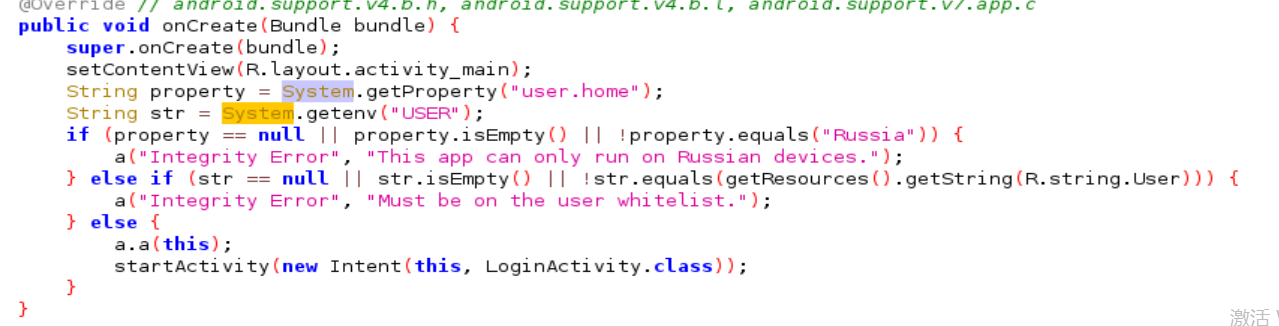 @Override // android.support.v4.b.h, android.support.v4.b.l, android.support.v7.app.c
public void onCreate(Bundle bundle) {
    super.onCreate(bundle);
    setContentView(R.layout.activity_main);
    String property = System.getProperty("user.home");
    String str = System.getenv("USER");
    if (property == null || property.isEmpty() || !property.equals("Russia")) {
        a("Integrity Error", "This app can only run on Russian devices.");
    } else if (str == null || str.isEmpty() || !str.equals(getResources().getString(R.string.User))) {
        a("Integrity Error", "Must be on the user whitelist.");
    } else {
        a.a(this);
        startActivity(new Intent(this, LoginActivity.class));
    }
}
激活